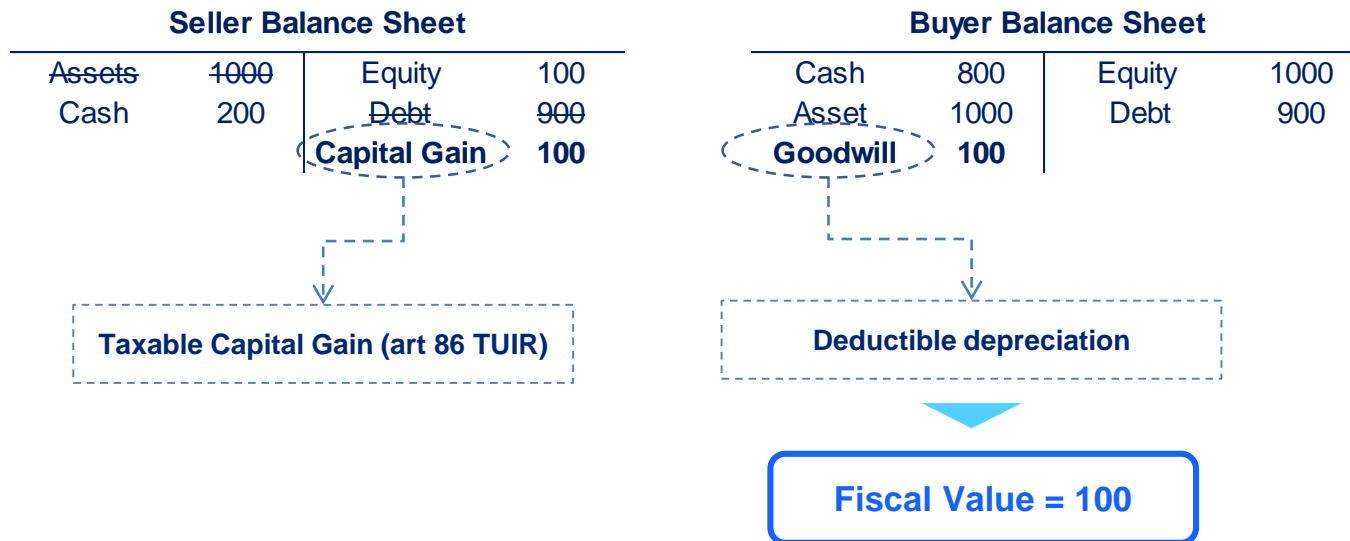 Seller Balance Sheet
Assets 1000 Equity 100
Cash 200 Debt 900
Capital Gain 100
Taxable Capital Gain (art 86 TUIR)
Buyer Balance Sheet
Cash 800 Equity 1000
Asset 1000 Debt 900
Goodwill 100
Deductible depreciation
Fiscal Value = 100